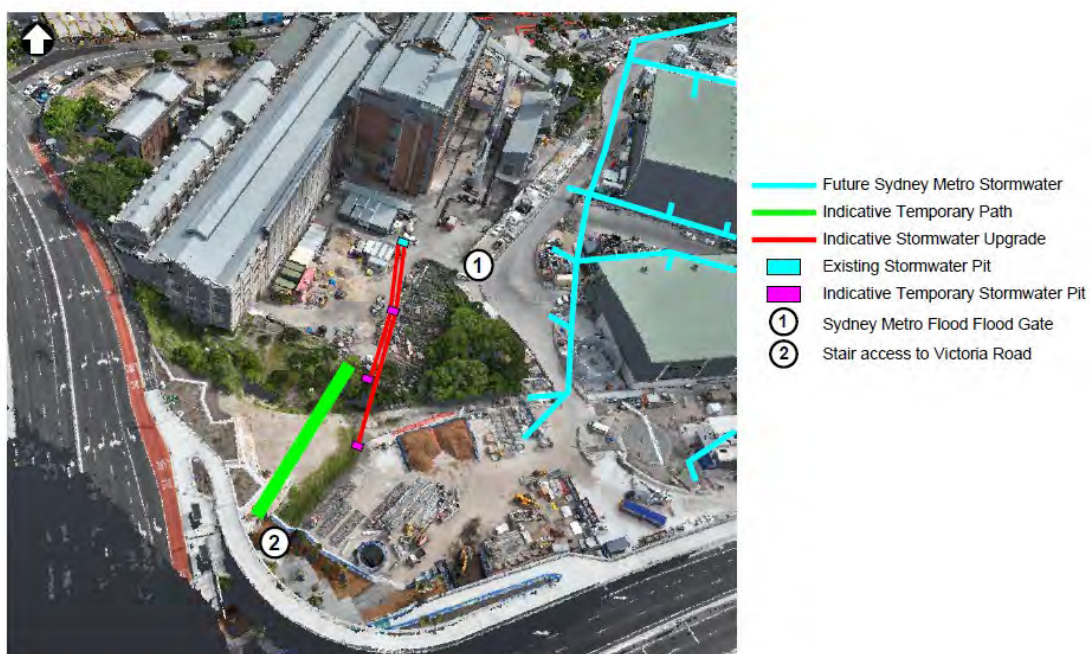 1
2
Future Sydney Metro Stormwater
Indicative Temporary Path
Indicative Stormwater Upgrade
Existing Stormwater Pit
Indicative Temporary Stormwater Pit
1 Sydney Metro Flood Flood Gate
2 Stair access to Victoria Road